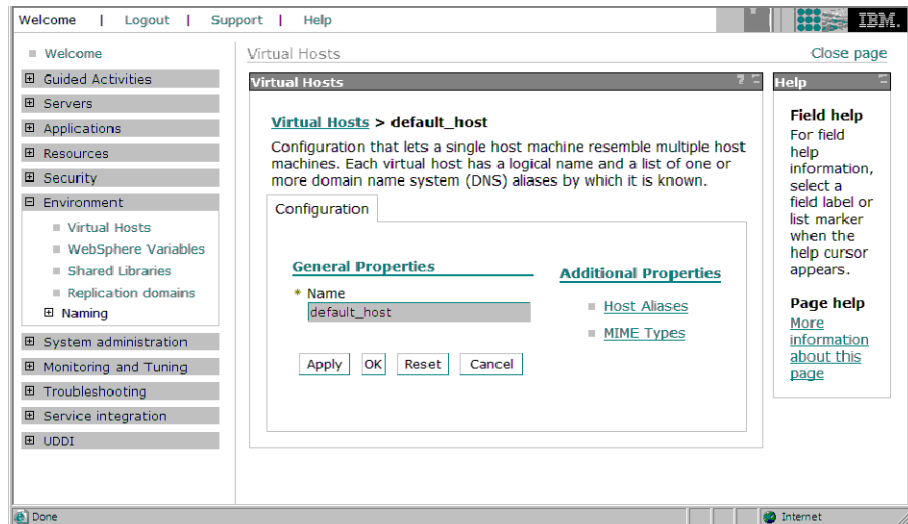 Welcome | Logout | Support | Help
IBM.
Welcome
Guided Activities
Servers
Applications
Resources
Security
Environment
Virtual Hosts
WebSphere Variables
Shared Libraries
Replication domains
Naming
System administration
Monitoring and Tuning
Troubleshooting
Service integration
UDDI
Virtual Hosts
Close page
Virtual Hosts ? -
Virtual Hosts > default_host
Configuration that lets a single host machine resemble multiple host
machines. Each virtual host has a logical name and a list of one or
more domain name system (DNS) aliases by which it is known.
Configuration
General Properties
* Name
default_host
Apply OK Reset Cancel
Additional Properties
Host Aliases
MIME Types
Help -
Field help
For field
help
information,
select a
field label or
list marker
when the
help cursor
appears.
Page help
More
information
about this
page
Done
Internet